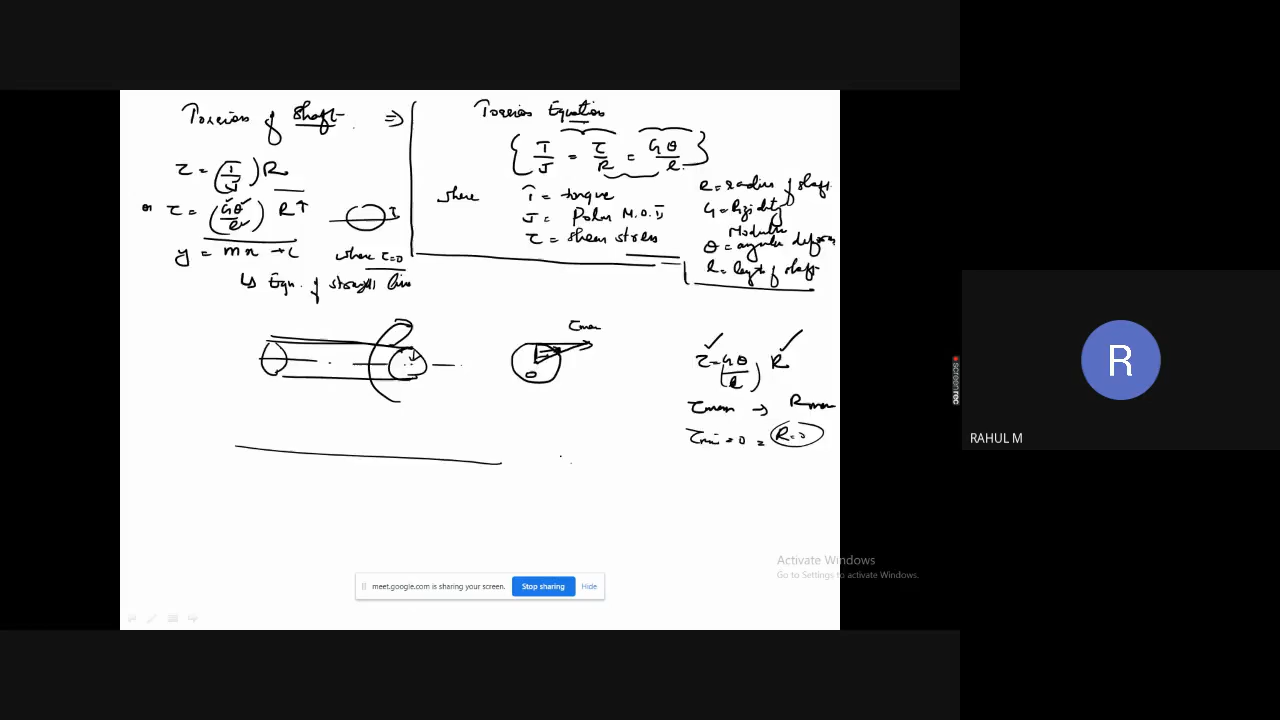 Torsion of shaft ⇒
τ = (T/J) R
or τ = (Gθ/l) R↑
y = mx + c
where c=0
↳ Eqn. of straight line
Torsion Equation
{ T/J = τ/R = Gθ/l }
where T = torque
J = Polar M.O.I
τ = shear stress
R = radius of shaft
G = Rigidity
Modulus
θ = angular deform
l = length of shaft
τmax
τ = (Gθ/l) R
τmax → Rmax
τmin = 0 = R=0
meet.google.com is sharing your screen. Stop sharing Hide
Activate Windows
Go to Settings to activate Windows.
screenrec
R
RAHUL M